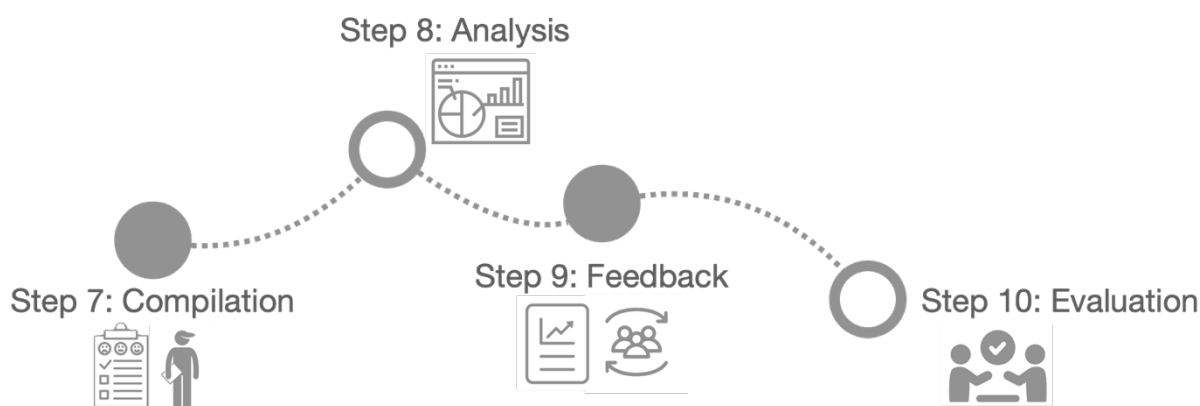 Step 7: Compilation
Step 8: Analysis
Step 9: Feedback
Step 10: Evaluation